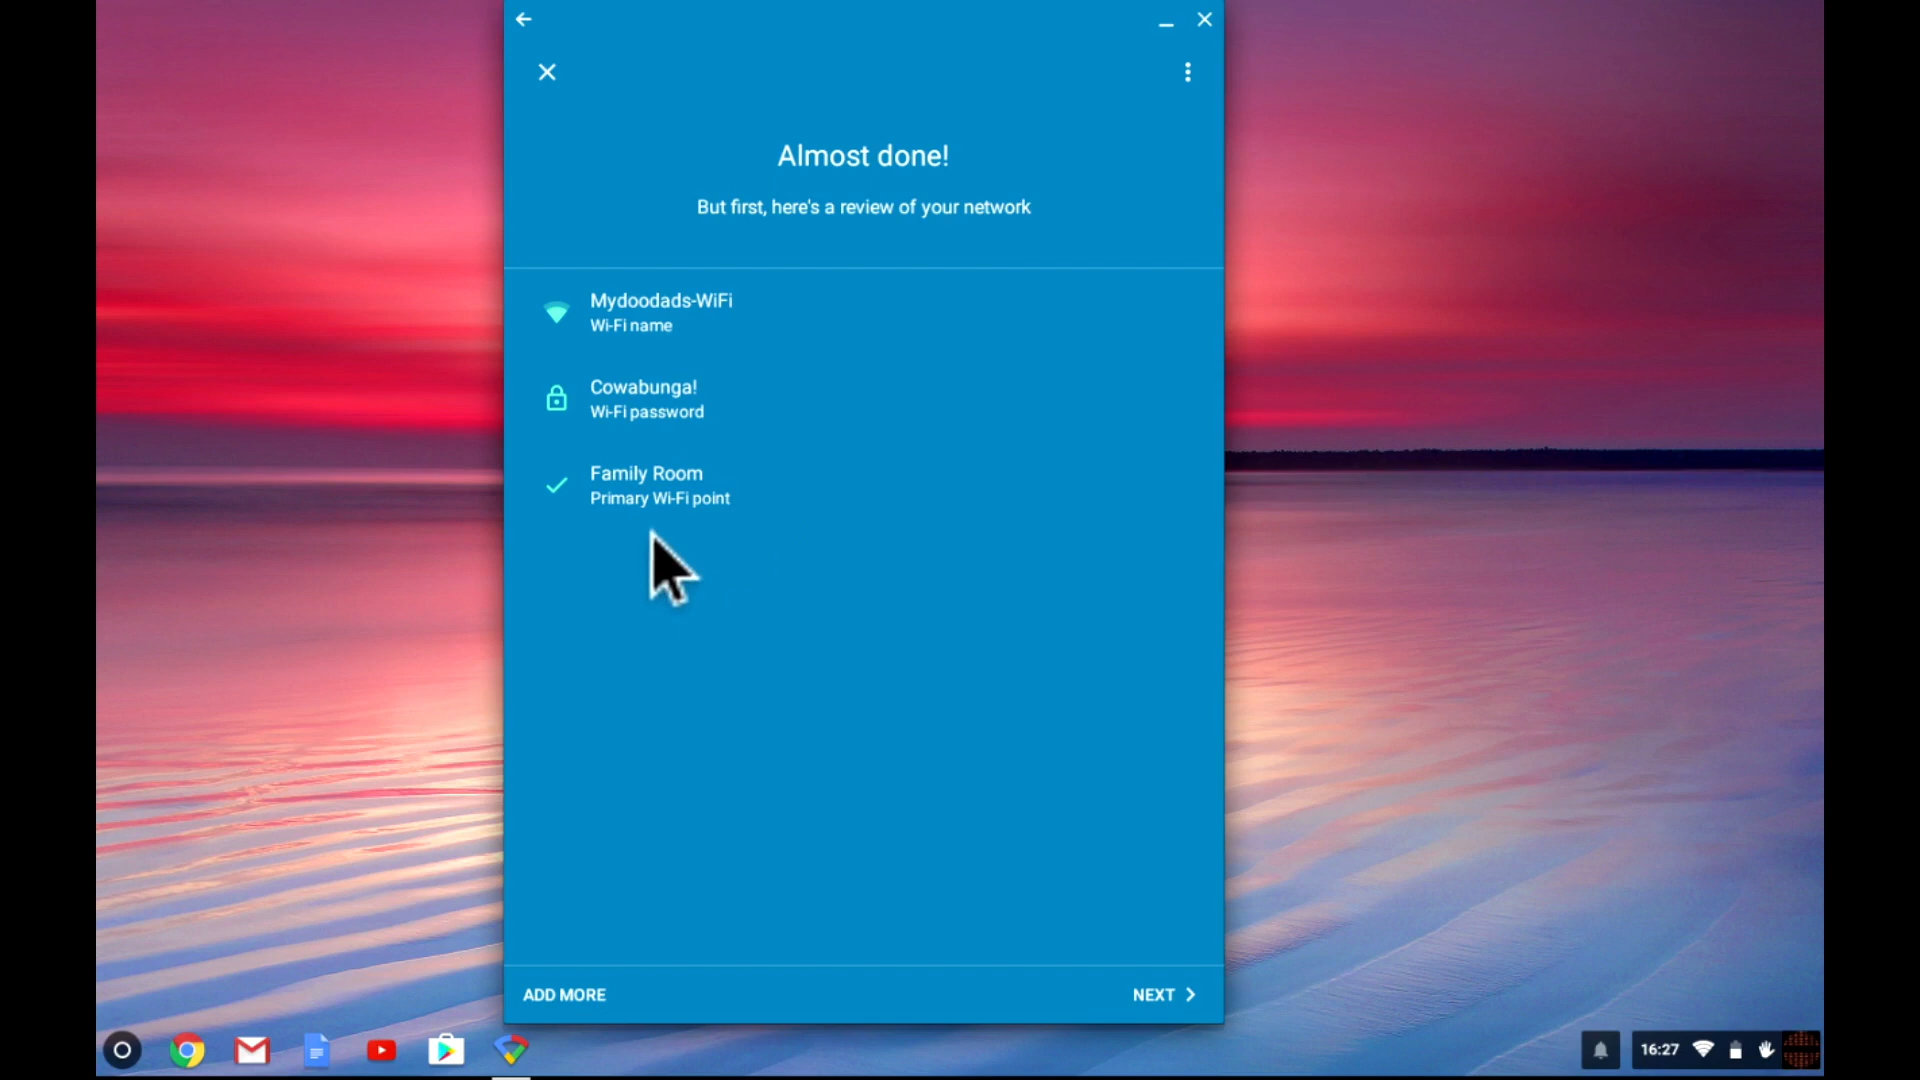 Almost done!
But first, here's a review of your network
Mydoodads-WiFi
Wi-Fi name
Cowabunga!
Wi-Fi password
Family Room
Primary Wi-Fi point
ADD MORE
NEXT
16:27